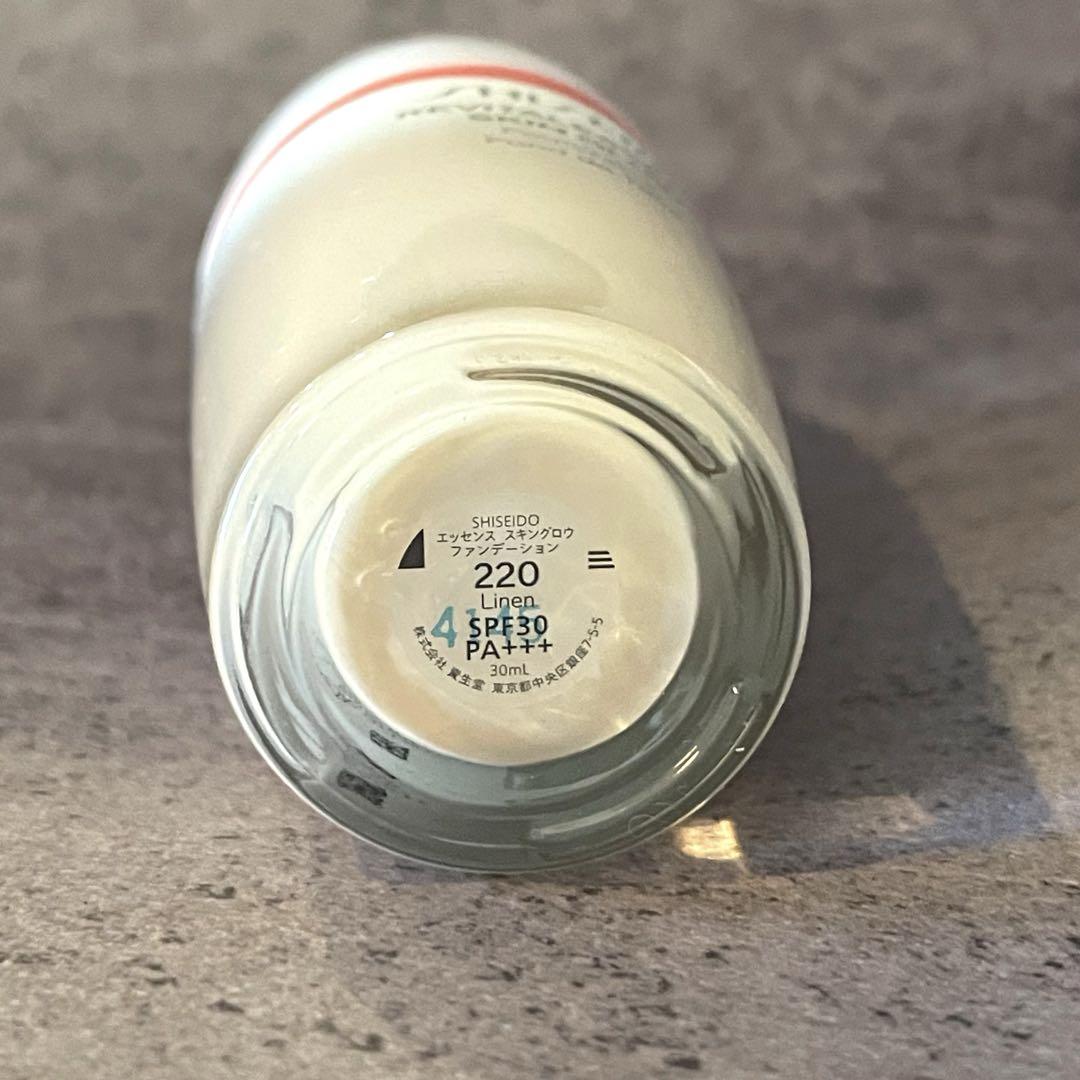 SHISEIDO
エッセンス スキングロウ
ファンデーション
220
Linen
4145
SPF30
PA+++
30mL
株式会社 資生堂 東京都中央区銀座7-5-5